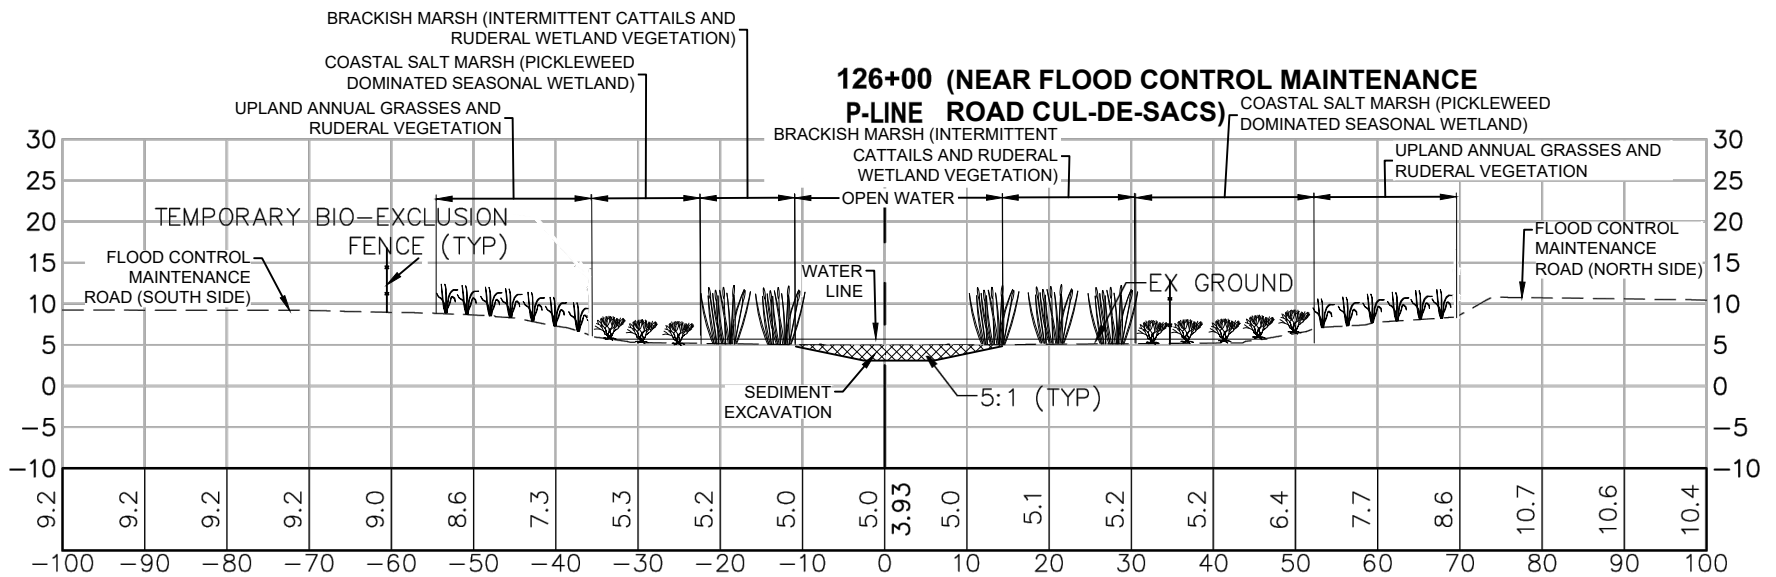 BRACKISH MARSH (INTERMITTENT CATTAILS AND
RUDERAL WETLAND VEGETATION)
COASTAL SALT MARSH (PICKLEWEED
DOMINATED SEASONAL WETLAND)
UPLAND ANNUAL GRASSES AND
RUDERAL VEGETATION
126+00 (NEAR FLOOD CONTROL MAINTENANCE
P-LINE ROAD CUL-DE-SACS)
COASTAL SALT MARSH (PICKLEWEED
DOMINATED SEASONAL WETLAND)
BRACKISH MARSH (INTERMITTENT
CATTAILS AND RUDERAL
WETLAND VEGETATION)
UPLAND ANNUAL GRASSES AND
RUDERAL VEGETATION
OPEN WATER
TEMPORARY BIO-EXCLUSION
FENCE (TYP)
FLOOD CONTROL
MAINTENANCE
ROAD (SOUTH SIDE)
WATER
LINE
EX GROUND
FLOOD CONTROL
MAINTENANCE
ROAD (NORTH SIDE)
SEDIMENT
EXCAVATION
5:1 (TYP)
30 30
25 25
20 20
15 15
10 10
5 5
0 0
-5 -5
-10 -10
9.2 9.2 9.2 9.2 9.0 8.6 7.3 5.3 5.2 5.0 5.0 3.93 5.0 5.1 5.2 5.2 6.4 7.7 8.6 10.7 10.6 10.4
-100 -90 -80 -70 -60 -50 -40 -30 -20 -10 0 10 20 30 40 50 60 70 80 90 100